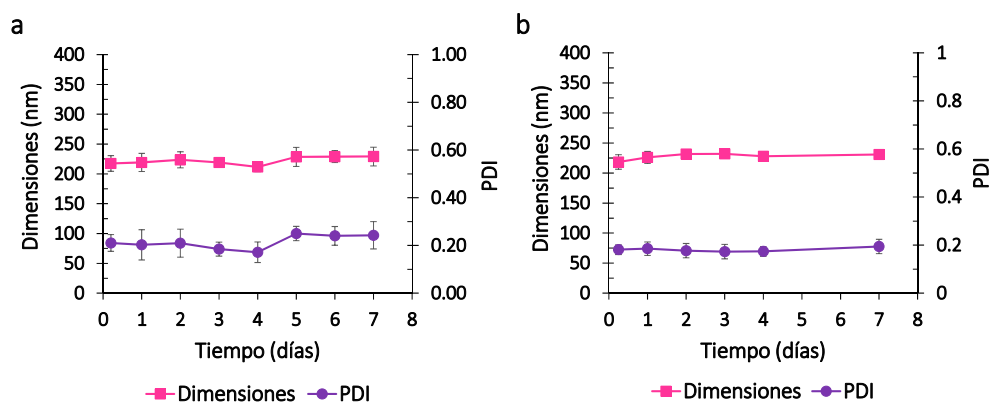 a
Dimensiones (nm)
400
350
300
250
200
150
100
50
0
1.00
0.80
0.60
0.40
0.20
0.00
PDI
0 1 2 3 4 5 6 7 8
Tiempo (días)
Dimensiones PDI
b
Dimensiones (nm)
400
350
300
250
200
150
100
50
0
1
0.8
0.6
0.4
0.2
0
PDI
0 1 2 3 4 5 6 7 8
Tiempo (días)
Dimensiones PDI